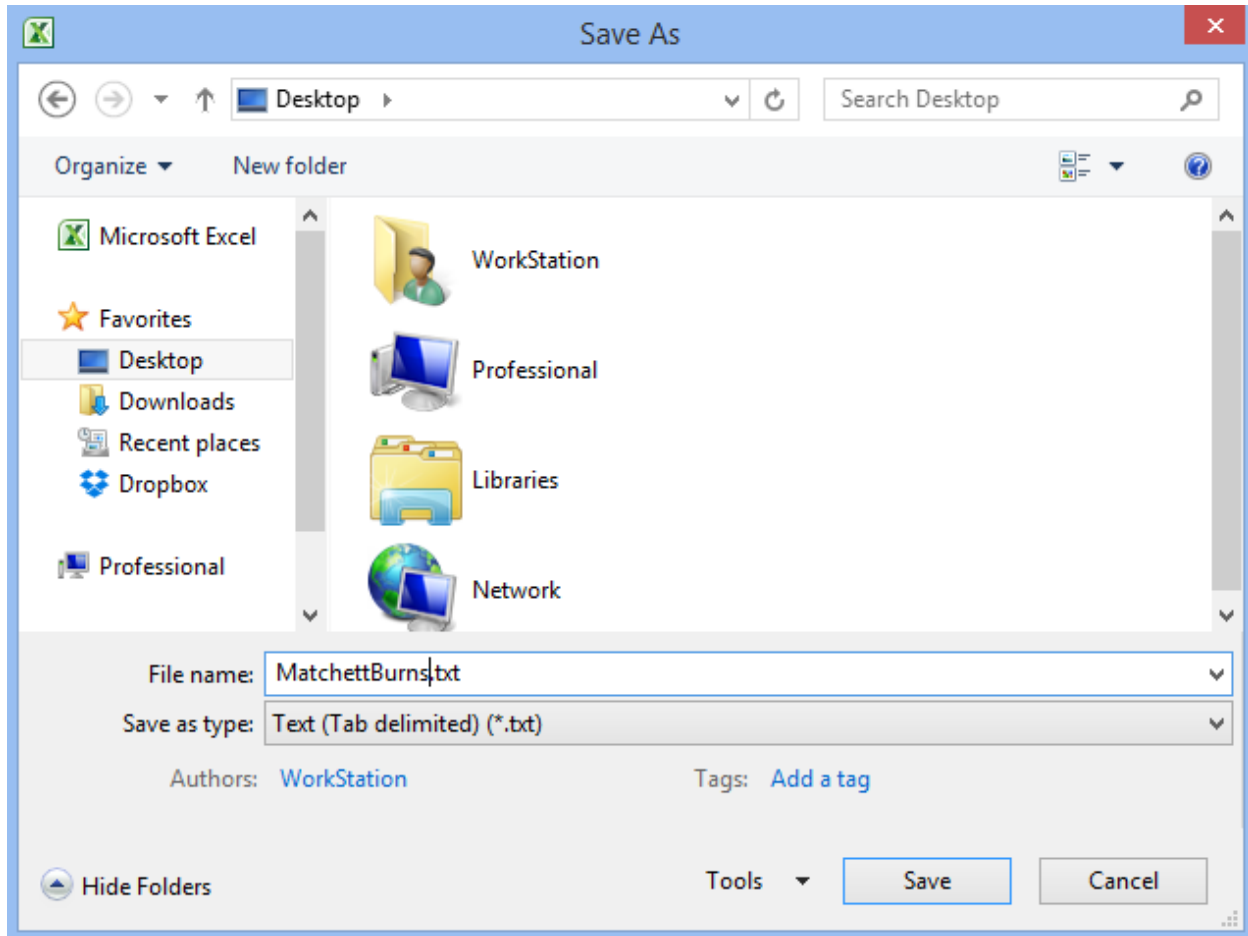 Save As
Desktop
Search Desktop
Organize
New folder
Microsoft Excel
Favorites
Desktop
Downloads
Recent places
Dropbox
Professional
WorkStation
Professional
Libraries
Network
File name: MatchettBurns.txt
Save as type: Text (Tab delimited) (*.txt)
Authors: WorkStation
Tags: Add a tag
Hide Folders
Tools
Save
Cancel